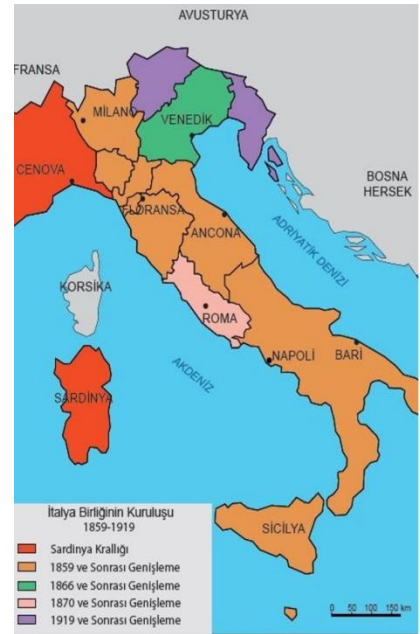 AVUSTURYA
FRANSA
MİLANO
VENEDİK
CENOVA
BOSNA
HERSEK
FLORANSA
ANCONA
ADRİYATİK DENİZİ
KORSİKA
ROMA
AKDENİZ
NAPOLİ
BARİ
SARDİNYA
SİCİLYA
İtalya Birliğinin Kuruluşu
1859-1919
Sardinya Krallığı
1859 ve Sonrası Genişleme
1866 ve Sonrası Genişleme
1870 ve Sonrası Genişleme
1919 ve Sonrası Genişleme
0 50 100 150 km